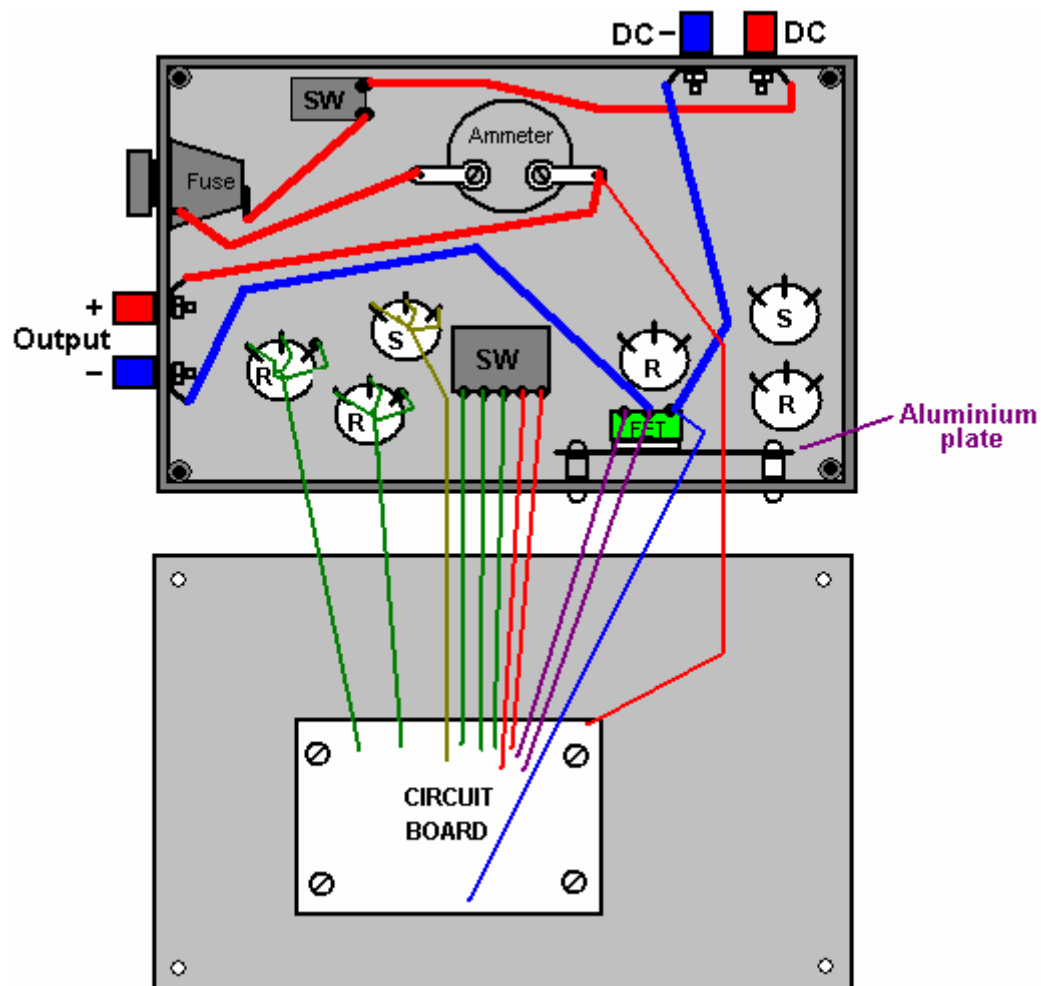 DC- DC
SW
Ammeter
Fuse
+
Output
-
S
R
R
SW
R
S
R
FET
Aluminium
plate
CIRCUIT
BOARD